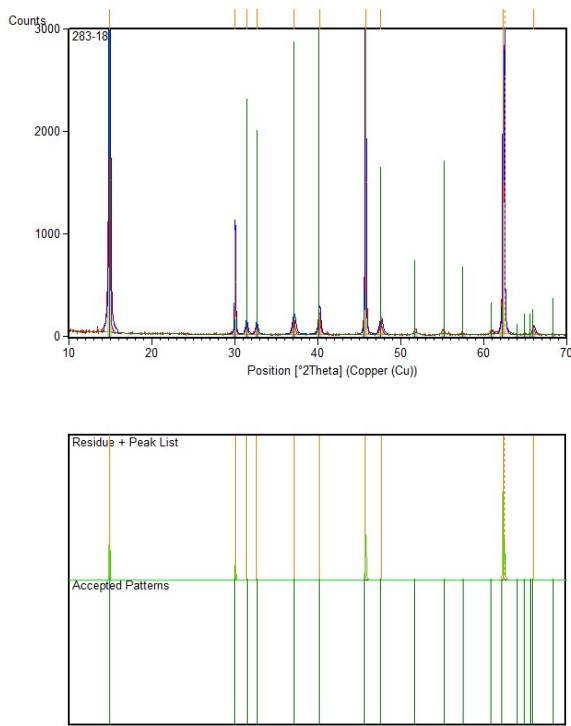 Counts
283-18
3000
2000
1000
0
10 20 30 40 50 60 70
Position [°2Theta] (Copper (Cu))
Residue + Peak List
Accepted Patterns